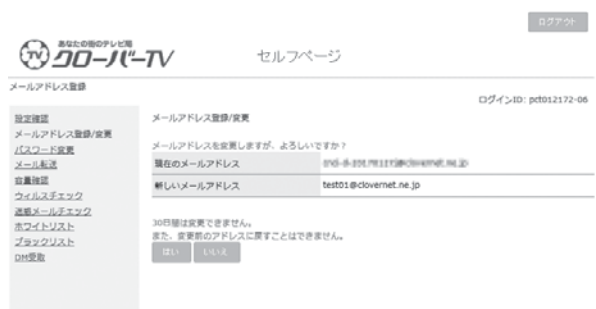 ログアウト
あなたの街のテレビ局
クローバーTV
セルフページ
メールアドレス登録
ログインID: pct012172-06
設定確認
メールアドレス登録/変更
パスワード変更
メール転送
容量確認
ウィルスチェック
迷惑メールチェック
ホワイトリスト
ブラックリスト
DM受取
メールアドレス登録/変更
メールアドレスを変更しますが、よろしいですか?
現在のメールアドレス
新しいメールアドレス test01@clovernet.ne.jp
30日間は変更できません。
また、変更前のアドレスに戻すことはできません。
はい いいえ